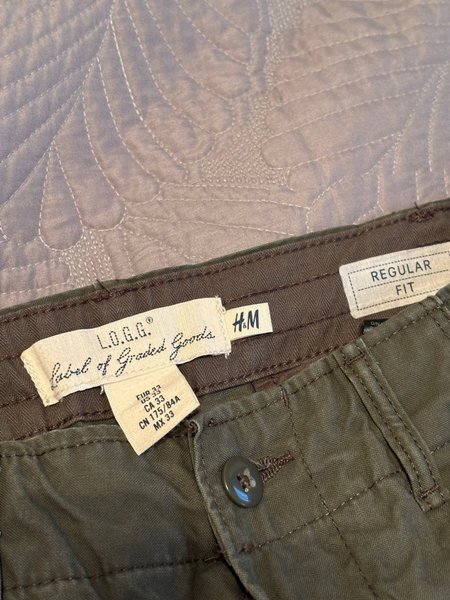 L.O.G.G.®
Label of Graded Goods
H&M
REGULAR
FIT
EUR 33
US 33
CA 33
CN 175/84A
MX 33